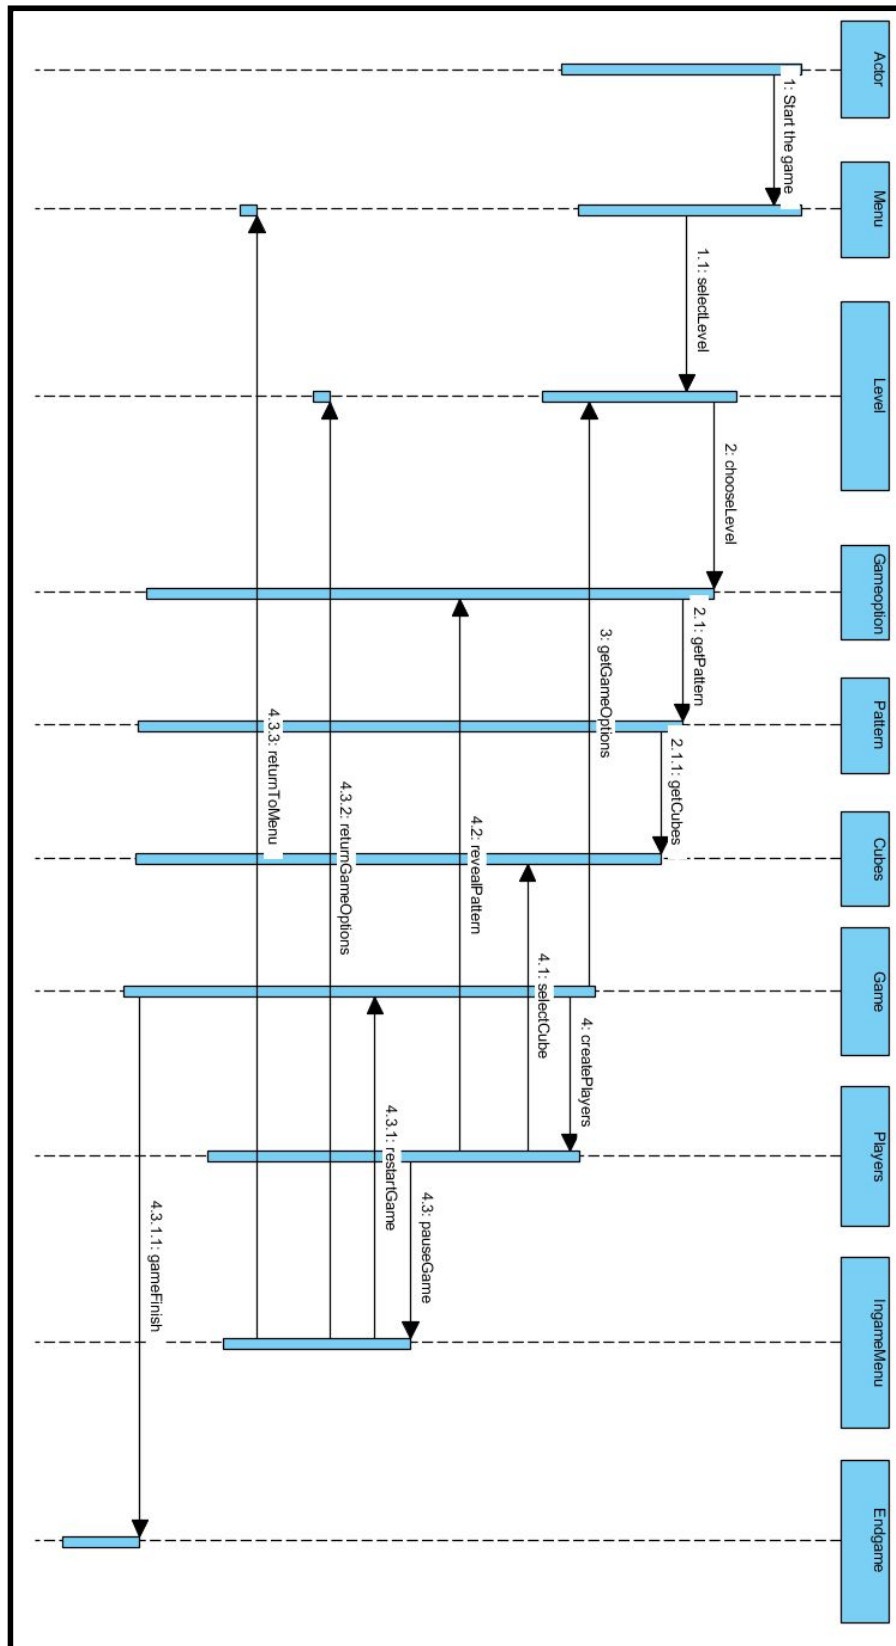 Actor
Menu
Level
Gameoption
Pattern
Cubes
Game
Players
IngameMenu
Endgame
1: Start the game
1.1: selectLevel
2: chooseLevel
2.1: getPattern
2.1.1: getCubes
3: getGameOptions
4: createPlayers
4.1: selectCube
4.2: revealPattern
4.3: pauseGame
4.3.1: restartGame
4.3.2: returnGameOptions
4.3.3: returnToMenu
4.3.1.1: gameFinish